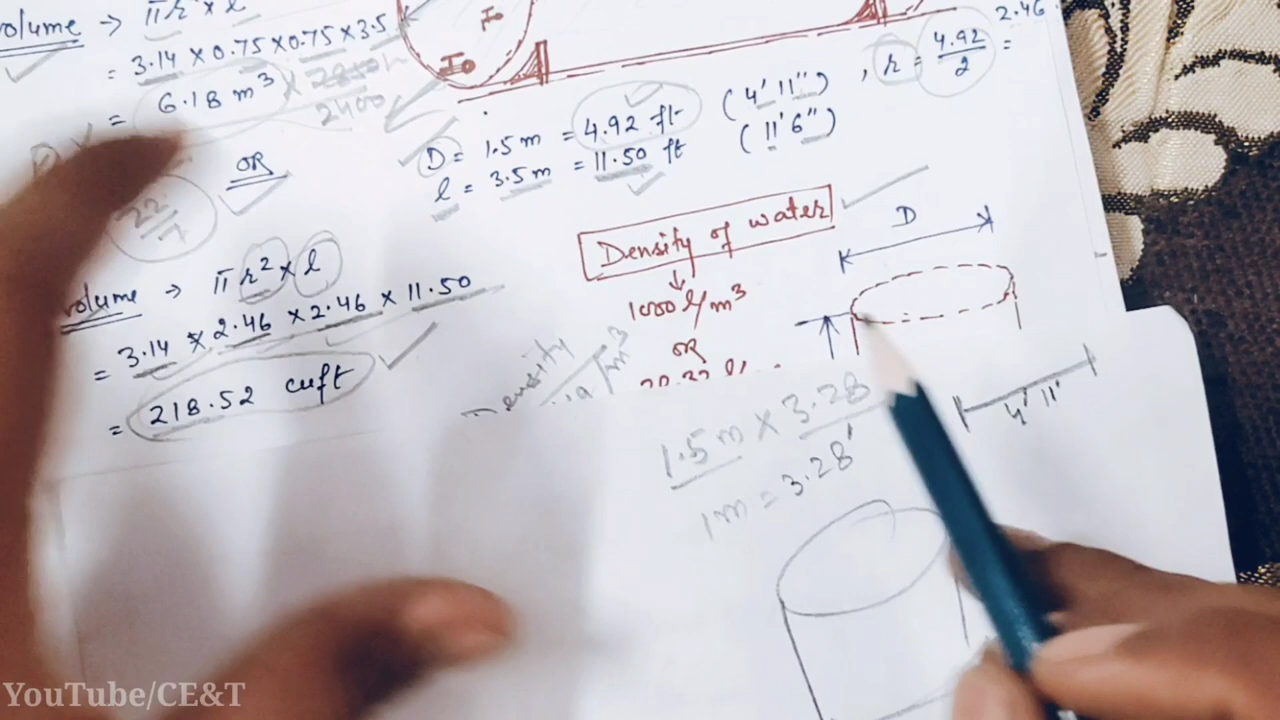 volume → πr² × l
= 3.14 × 0.75 × 0.75 × 3.5
= 6.18 m³ ×
2400
OR
22/7
D = 1.5 m = 4.92 ft (4' 11")
, r = 4.92/2 = 2.46
l = 3.5 m = 11.50 ft (11' 6")
volume → πr² × l
= 3.14 × 2.46 × 2.46 × 11.50
= 218.52 cuft
Density of water
↓
1000 l/m³
OR
Density
D
4' 11'
1.5m × 3.28
1m = 3.28'
YouTube/CE&T